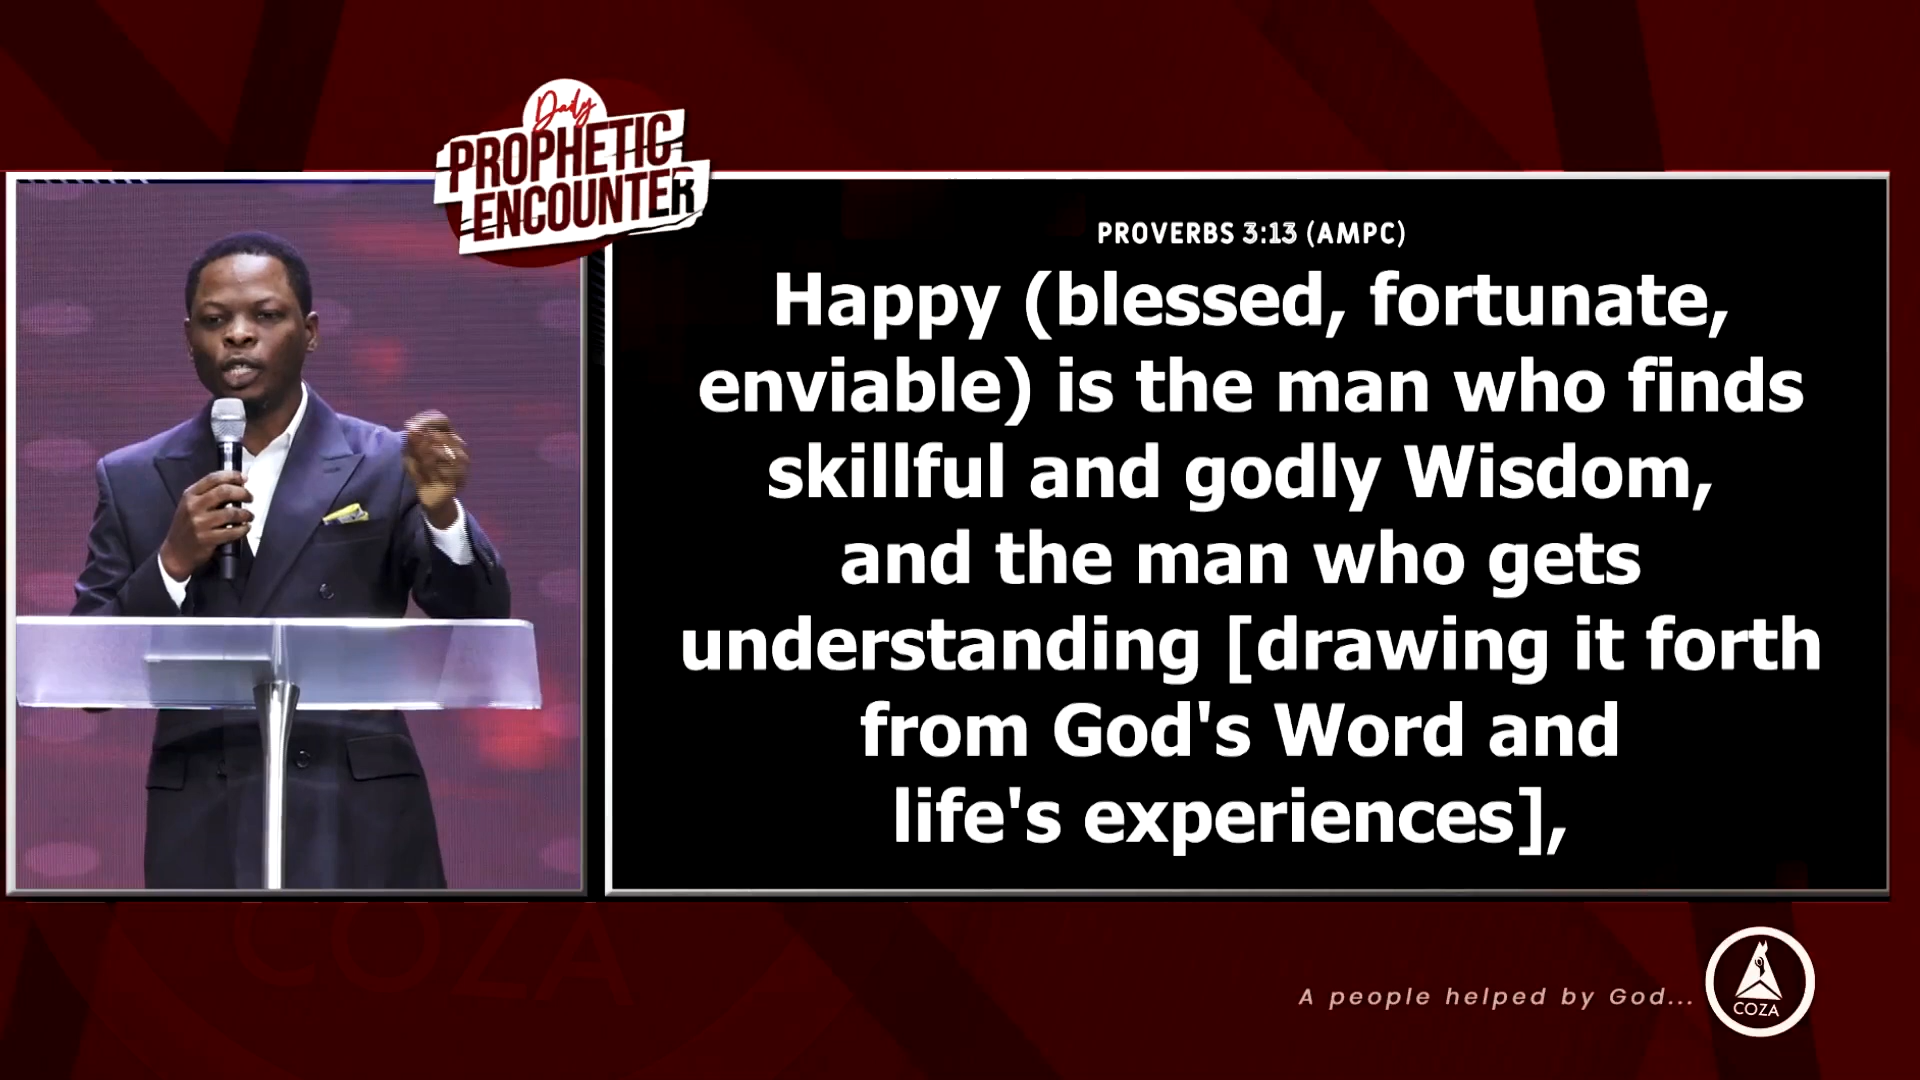 Daily
PROPHETIC
ENCOUNTER
PROVERBS 3:13 (AMPC)
Happy (blessed, fortunate,
enviable) is the man who finds
skillful and godly Wisdom,
and the man who gets
understanding [drawing it forth
from God's Word and
life's experiences],
COZA
A people helped by God...
COZA